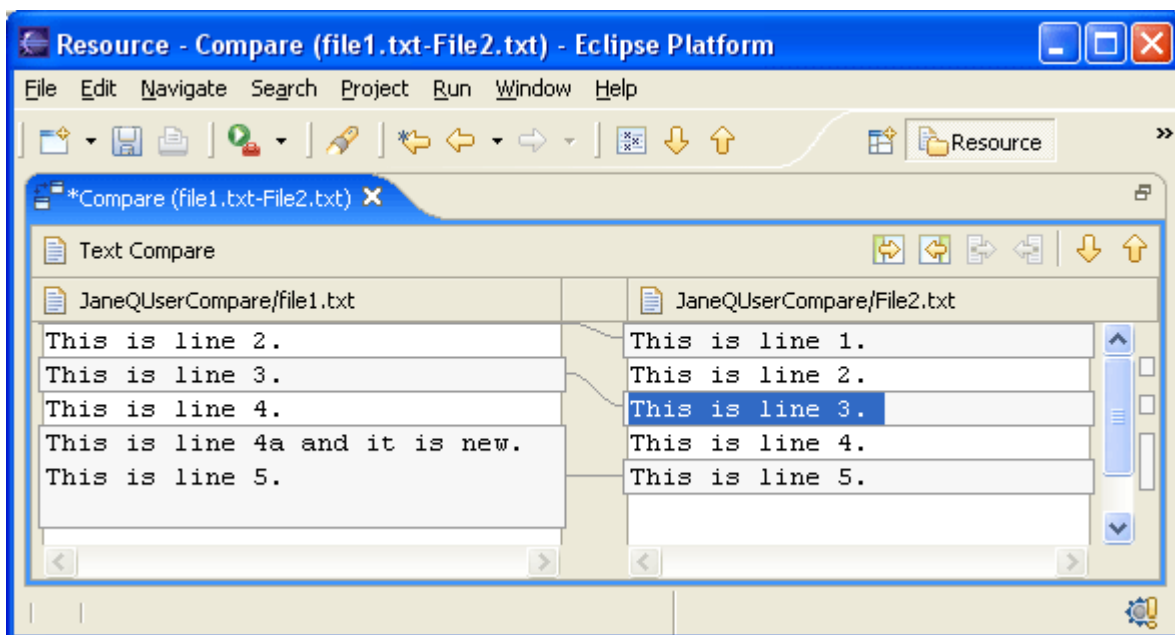 Resource - Compare (file1.txt-File2.txt) - Eclipse Platform
File Edit Navigate Search Project Run Window Help
Resource
*Compare (file1.txt-File2.txt)
Text Compare
JaneQUserCompare/file1.txt
JaneQUserCompare/File2.txt
This is line 2.
This is line 3.
This is line 4.
This is line 4a and it is new.
This is line 5.
This is line 1.
This is line 2.
This is line 3.
This is line 4.
This is line 5.